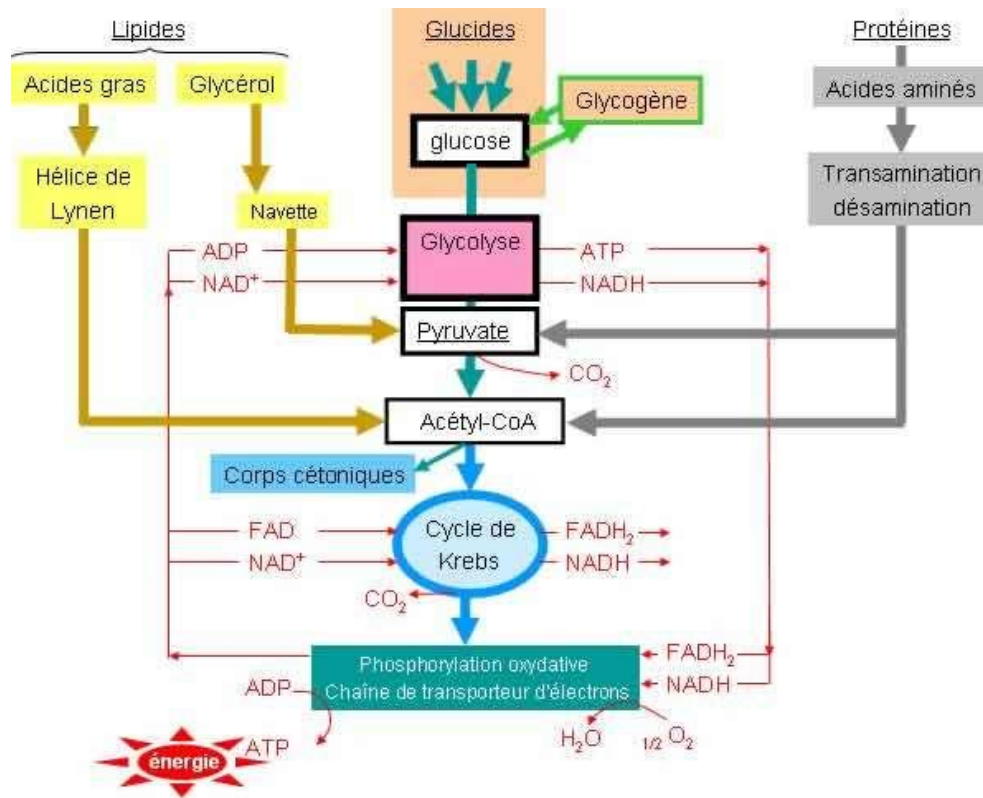 Lipides
Glucides
Protéines
Acides gras
Glycérol
Glycogène
Acides aminés
glucose
Hélice de
Lynen
Transamination
désamination
Navette
ADP
Glycolyse
ATP
NAD⁺
NADH
Pyruvate
CO₂
Acétyl-CoA
Corps cétoniques
FAD
Cycle de
Krebs
FADH₂
NAD⁺
NADH
CO₂
Phosphorylation oxydative
Chaîne de transporteur d'électrons
FADH₂
NADH
ADP
ATP
H₂O
1/2 O₂
énergie